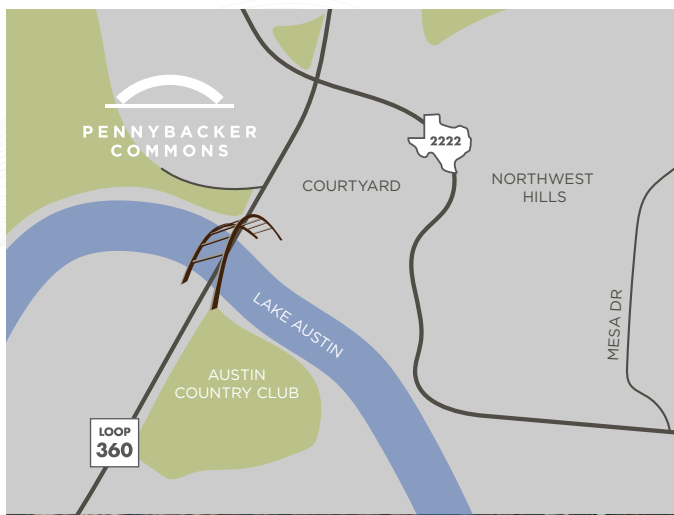 PENNYBACKER
COMMONS
2222
COURTYARD
NORTHWEST
HILLS
LAKE AUSTIN
MESA DR
AUSTIN
COUNTRY CLUB
LOOP
360